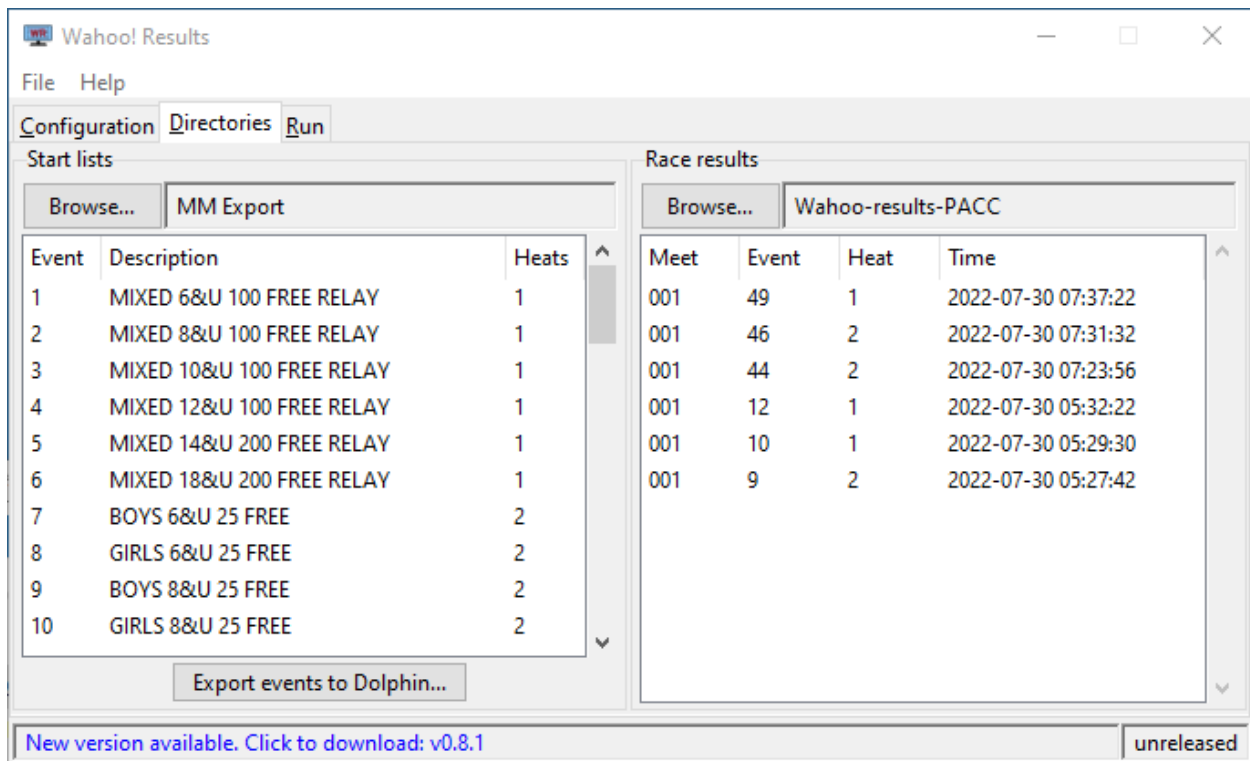 WR Wahoo! Results
File Help
Configuration Directories Run
Start lists
Browse... MM Export
Event Description Heats
1 MIXED 6&U 100 FREE RELAY 1
2 MIXED 8&U 100 FREE RELAY 1
3 MIXED 10&U 100 FREE RELAY 1
4 MIXED 12&U 100 FREE RELAY 1
5 MIXED 14&U 200 FREE RELAY 1
6 MIXED 18&U 200 FREE RELAY 1
7 BOYS 6&U 25 FREE 2
8 GIRLS 6&U 25 FREE 2
9 BOYS 8&U 25 FREE 2
10 GIRLS 8&U 25 FREE 2
Export events to Dolphin...
Race results
Browse... Wahoo-results-PACC
Meet Event Heat Time
001 49 1 2022-07-30 07:37:22
001 46 2 2022-07-30 07:31:32
001 44 2 2022-07-30 07:23:56
001 12 1 2022-07-30 05:32:22
001 10 1 2022-07-30 05:29:30
001 9 2 2022-07-30 05:27:42
New version available. Click to download: v0.8.1 unreleased